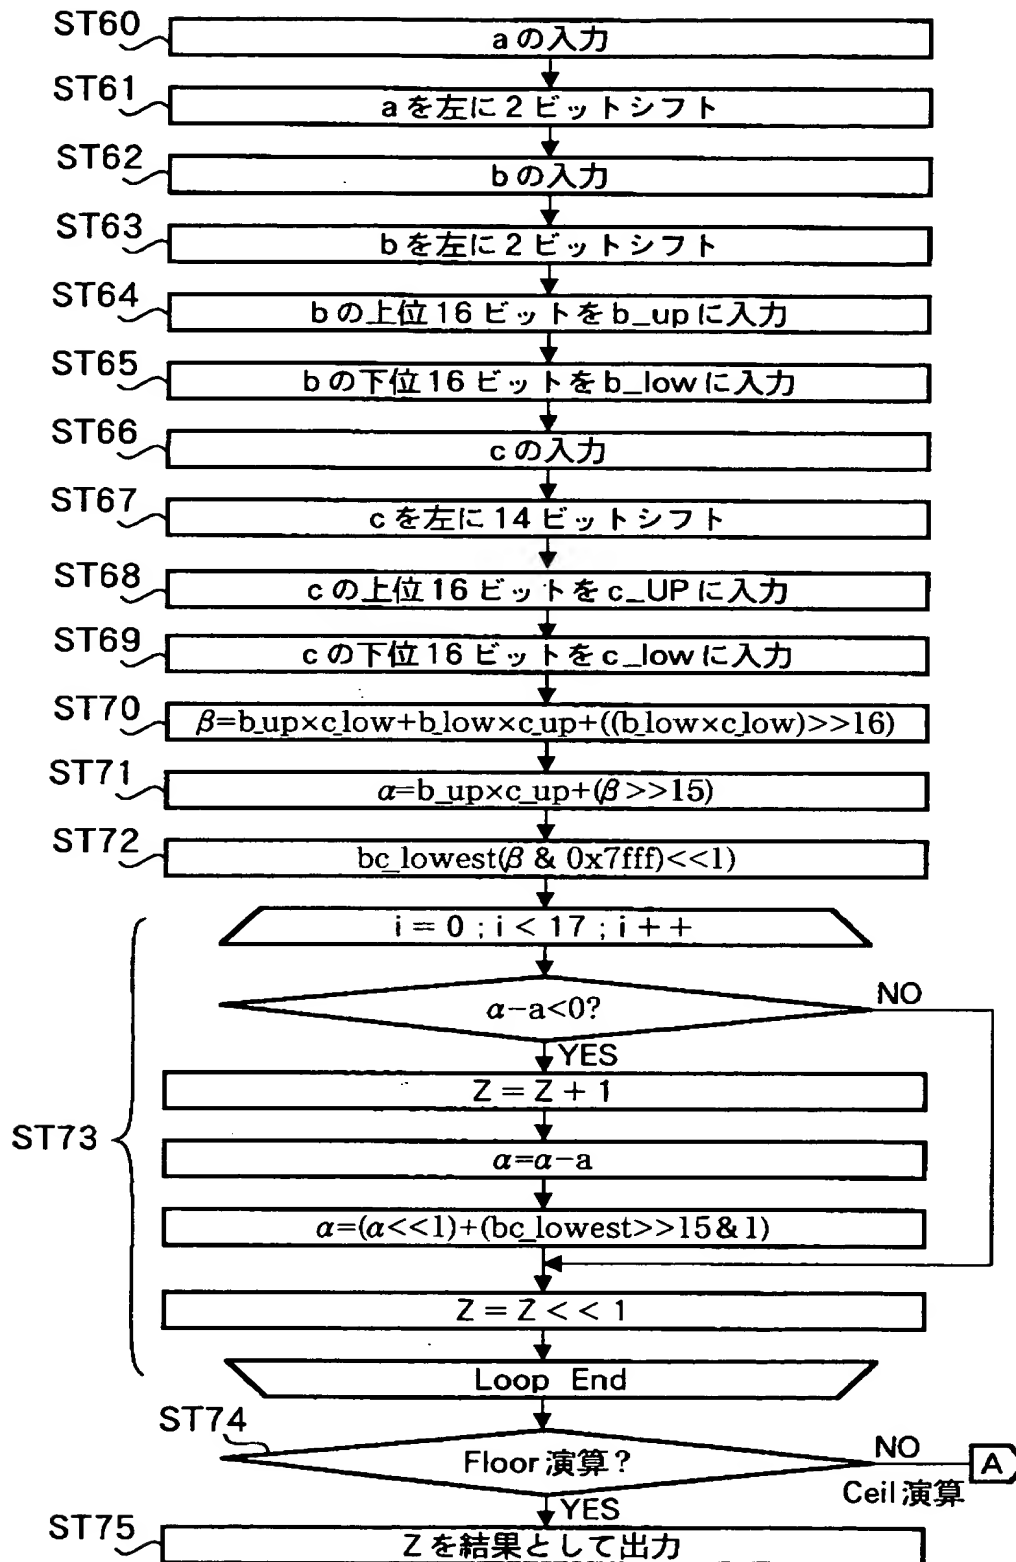 ST60
aの入力
ST61
aを左に2ビットシフト
ST62
bの入力
ST63
bを左に2ビットシフト
ST64
bの上位16ビットをb_upに入力
ST65
bの下位16ビットをb_lowに入力
ST66
cの入力
ST67
cを左に14ビットシフト
ST68
cの上位16ビットをc_UPに入力
ST69
cの下位16ビットをc_lowに入力
ST70
β=b_up×c_low+b_low×c_up+((b_low×c_low)>>16)
ST71
α=b_up×c_up+(β>>15)
ST72
bc_lowest(β & 0x7fff)<<1)
ST73
i = 0 ; i < 17 ; i + +
α−a<0?
NO
YES
Z = Z + 1
α=α−a
α=(α<<1)+(bc_lowest>>15&1)
Z = Z < < 1
Loop End
ST74
Floor演算?
NO
A
Ceil演算
YES
ST75
Zを結果として出力